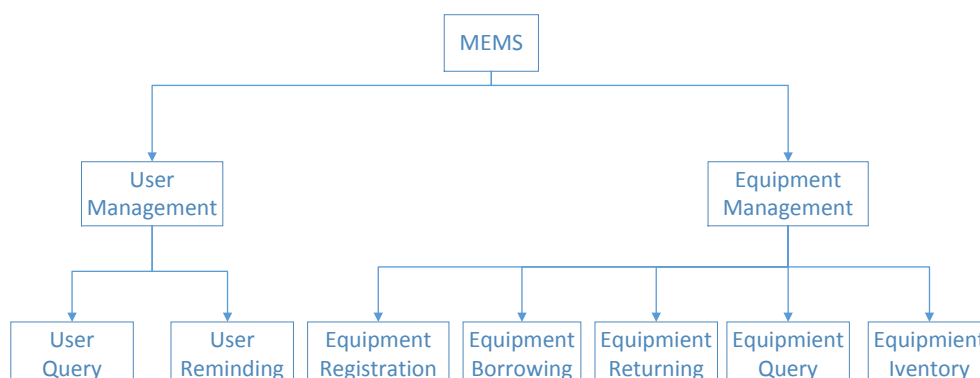 MEMS
User
Management
Equipment
Management
User
Query
User
Reminding
Equipment
Registration
Equipment
Borrowing
Equipmient
Returning
Equipmient
Query
Equipmient
Iventory